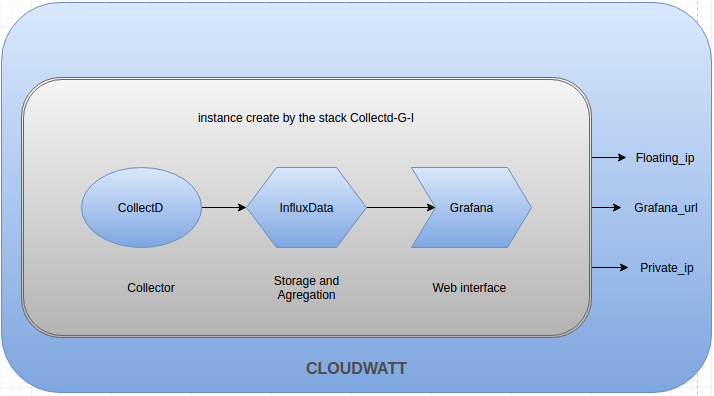 instance create by the stack Collectd-G-I
CollectD
InfluxData
Grafana
Collector
Storage and
Agregation
Web interface
Floating_ip
Grafana_url
Private_ip
CLOUDWATT